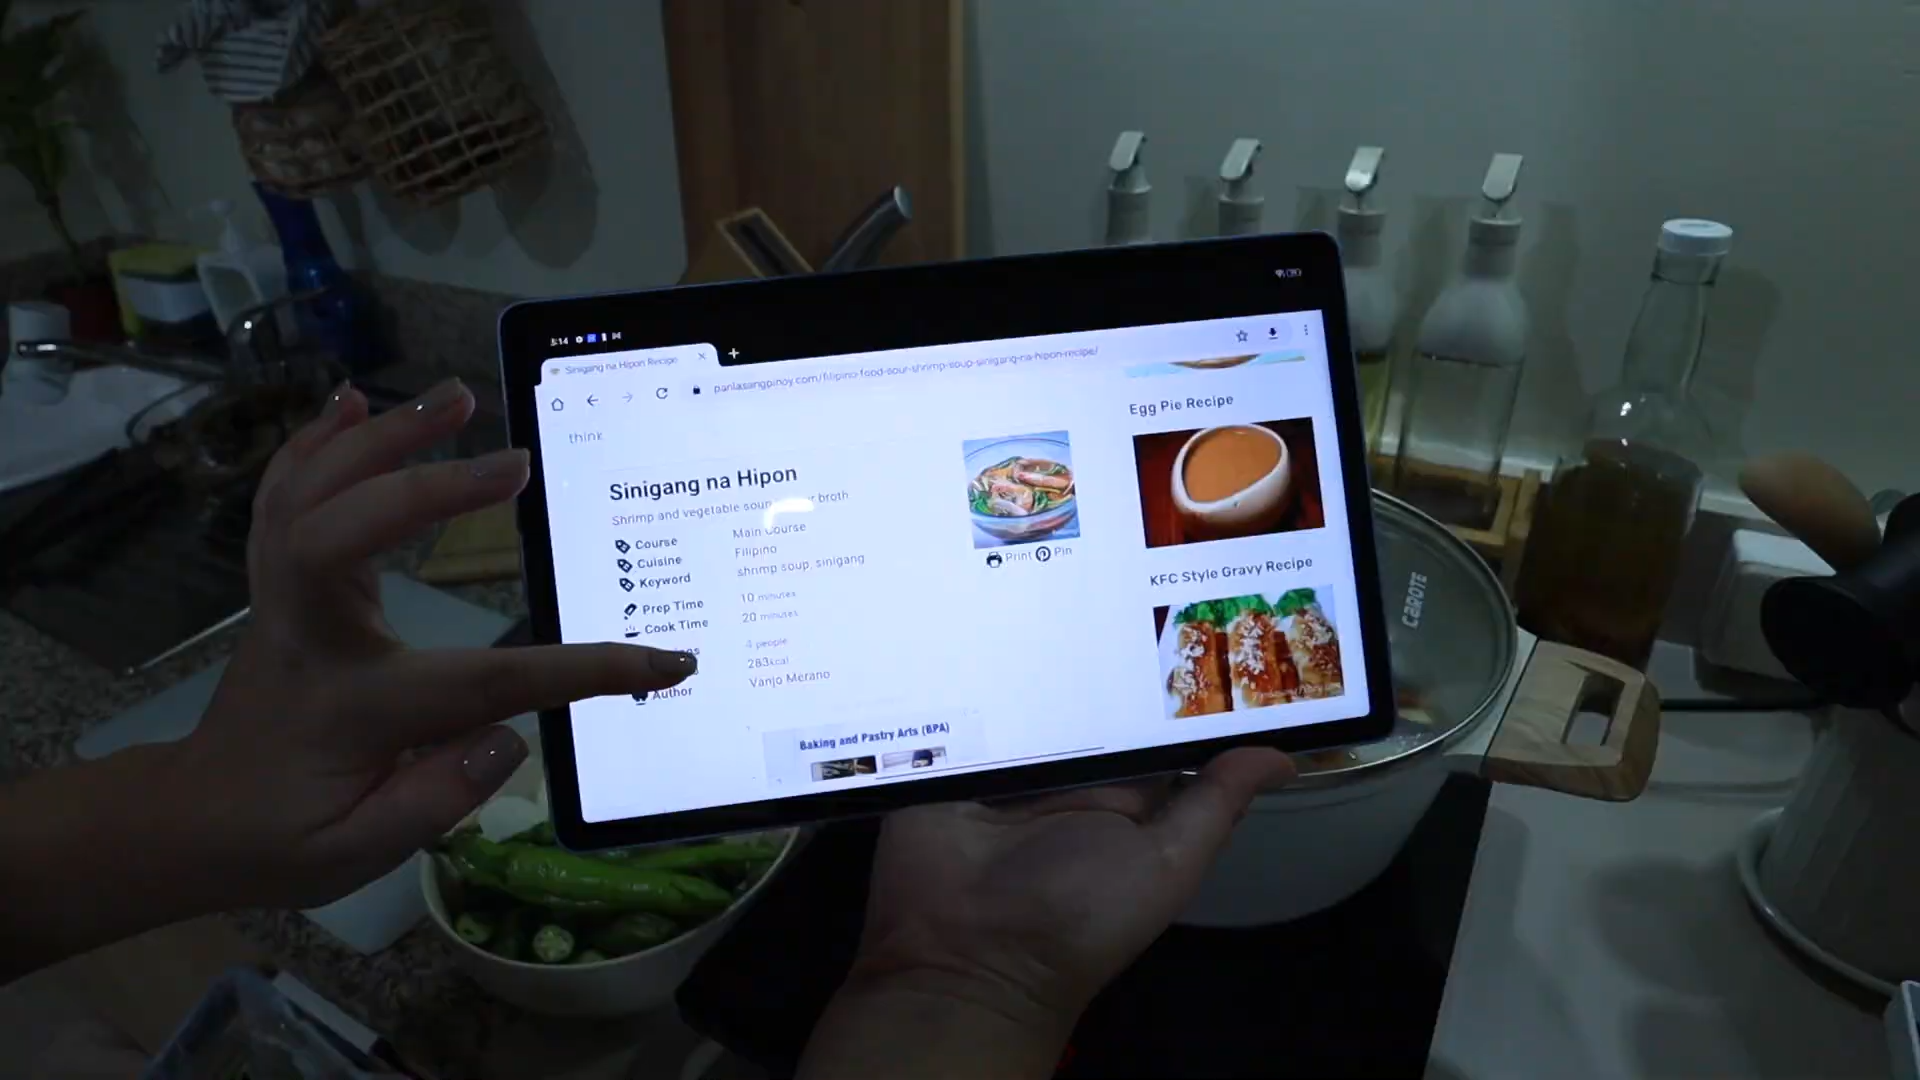 5:14
Sinigang na Hipon Recipe
panlasangpinoy.com/filipino-food-sour-shrimp-soup-sinigang-na-hipon-recipe/
think
Sinigang na Hipon
Shrimp and vegetable soup broth
Course Main Course
Cuisine Filipino
Keyword shrimp soup, sinigang
Prep Time 10 minutes
Cook Time 20 minutes
4 people
283kcal
Author Vanjo Merano
Print Pin
Baking and Pastry Arts (BPA)
Egg Pie Recipe
KFC Style Gravy Recipe
CAROTE